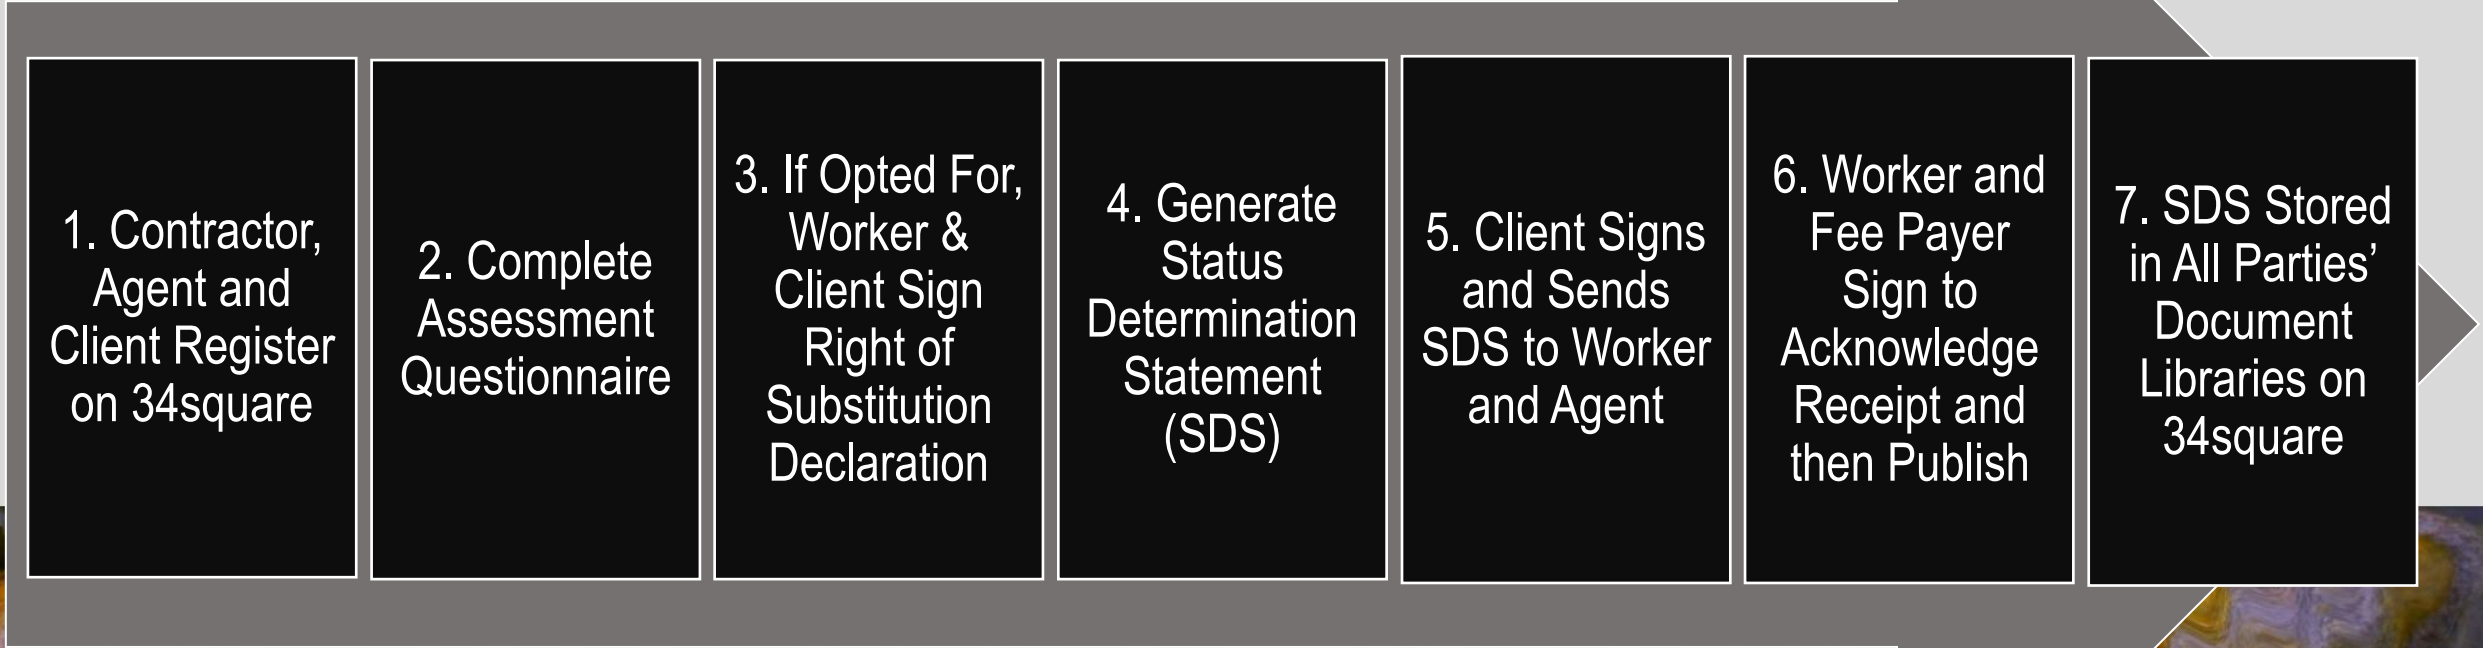 1. Contractor,
Agent and
Client Register
on 34square
2. Complete
Assessment
Questionnaire
3. If Opted For,
Worker &
Client Sign
Right of
Substitution
Declaration
4. Generate
Status
Determination
Statement
(SDS)
5. Client Signs
and Sends
SDS to Worker
and Agent
6. Worker and
Fee Payer
Sign to
Acknowledge
Receipt and
then Publish
7. SDS Stored
in All Parties’
Document
Libraries on
34square